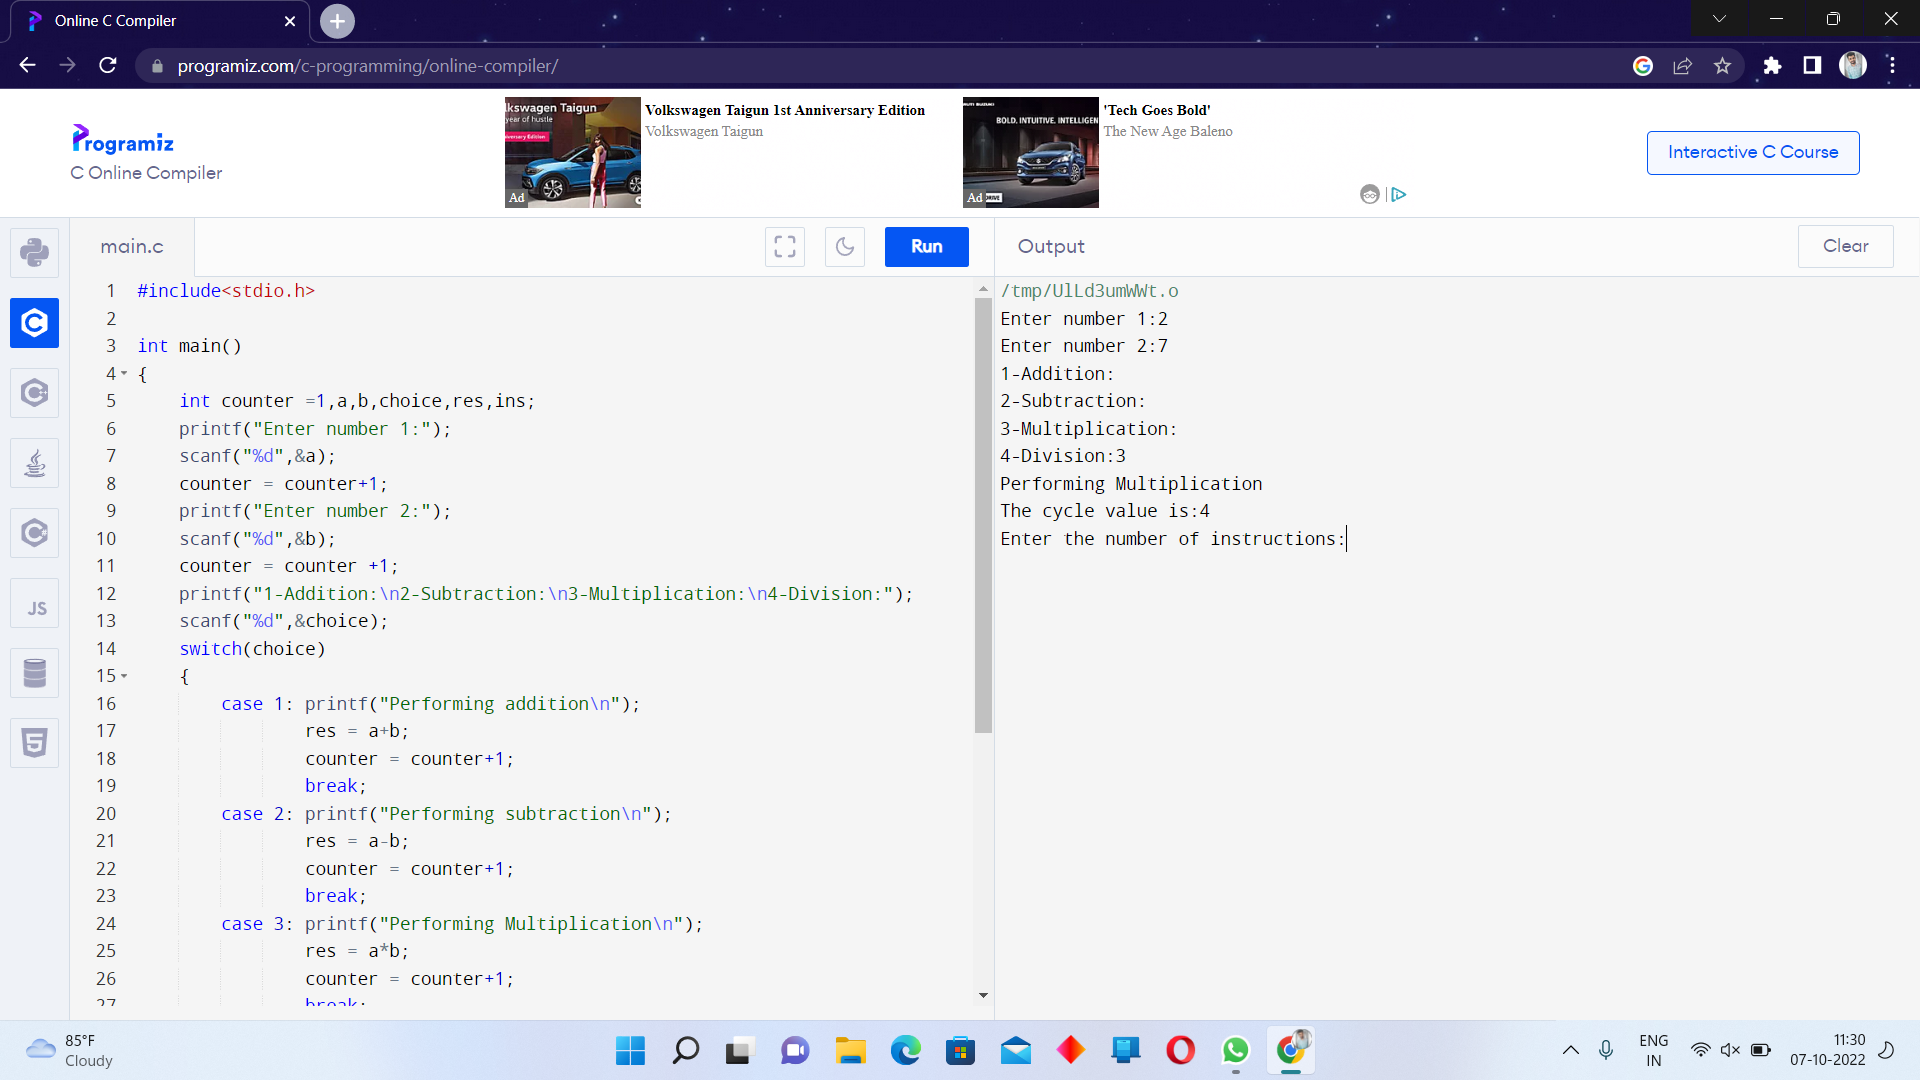 Online C Compiler
programiz.com/c-programming/online-compiler/
Programiz
C Online Compiler
Volkswagen Taigun
year of hustle
Ad
Volkswagen Taigun 1st Anniversary Edition
Volkswagen Taigun
BOLD. INTUITIVE. INTELLIGEN
Ad
'Tech Goes Bold'
The New Age Baleno
Interactive C Course
main.c
Run
Output
Clear
1 #include<stdio.h>
2
3 int main()
4 {
5 int counter =1,a,b,choice,res,ins;
6 printf("Enter number 1:");
7 scanf("%d",&a);
8 counter = counter+1;
9 printf("Enter number 2:");
10 scanf("%d",&b);
11 counter = counter +1;
12 printf("1-Addition:\n2-Subtraction:\n3-Multiplication:\n4-Division:");
13 scanf("%d",&choice);
14 switch(choice)
15 {
16 case 1: printf("Performing addition\n");
17 res = a+b;
18 counter = counter+1;
19 break;
20 case 2: printf("Performing subtraction\n");
21 res = a-b;
22 counter = counter+1;
23 break;
24 case 3: printf("Performing Multiplication\n");
25 res = a*b;
26 counter = counter+1;
27 break;
/tmp/UlLd3umWWt.o
Enter number 1:2
Enter number 2:7
1-Addition:
2-Subtraction:
3-Multiplication:
4-Division:3
Performing Multiplication
The cycle value is:4
Enter the number of instructions:
JS
85°F
Cloudy
ENG
IN
11:30
07-10-2022